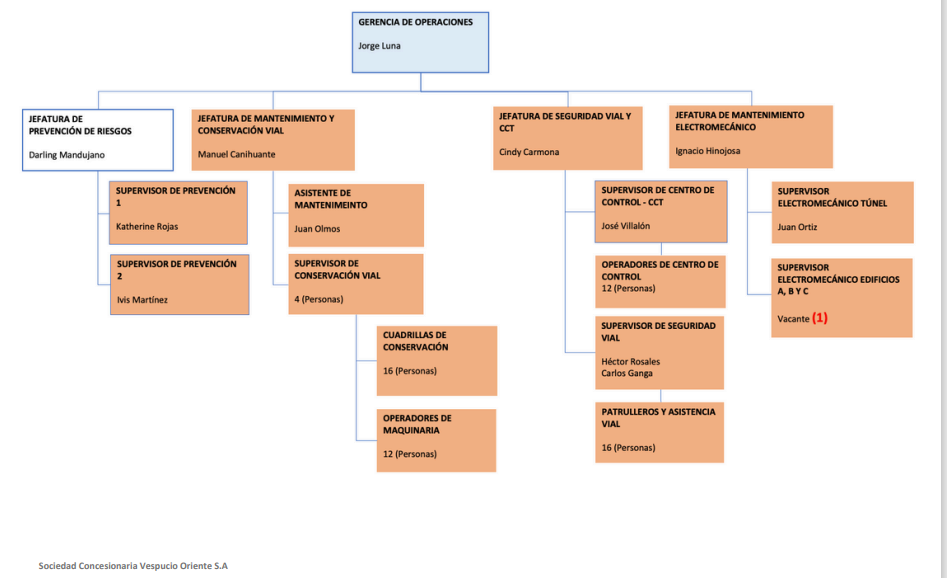 GERENCIA DE OPERACIONES
Jorge Luna
JEFATURA DE
PREVENCIÓN DE RIESGOS
Darling Mandujano
SUPERVISOR DE PREVENCIÓN
1
Katherine Rojas
SUPERVISOR DE PREVENCIÓN
2
Ivis Martínez
JEFATURA DE MANTENIMIENTO Y
CONSERVACIÓN VIAL
Manuel Canihuante
ASISTENTE DE
MANTENIMEINTO
Juan Olmos
SUPERVISOR DE
CONSERVACIÓN VIAL
4 (Personas)
CUADRILLAS DE
CONSERVACIÓN
16 (Personas)
OPERADORES DE
MAQUINARIA
12 (Personas)
JEFATURA DE SEGURIDAD VIAL Y
CCT
Cindy Carmona
SUPERVISOR DE CENTRO DE
CONTROL - CCT
José Villalón
OPERADORES DE CENTRO DE
CONTROL
12 (Personas)
SUPERVISOR DE SEGURIDAD
VIAL
Héctor Rosales
Carlos Ganga
PATRULLEROS Y ASISTENCIA
VIAL
16 (Personas)
JEFATURA DE MANTENIMIENTO
ELECTROMECÁNICO
Ignacio Hinojosa
SUPERVISOR
ELECTROMECÁNICO TÚNEL
Juan Ortiz
SUPERVISOR
ELECTROMECÁNICO EDIFICIOS
A, B Y C
Vacante (1)
Sociedad Concesionaria Vespucio Oriente S.A